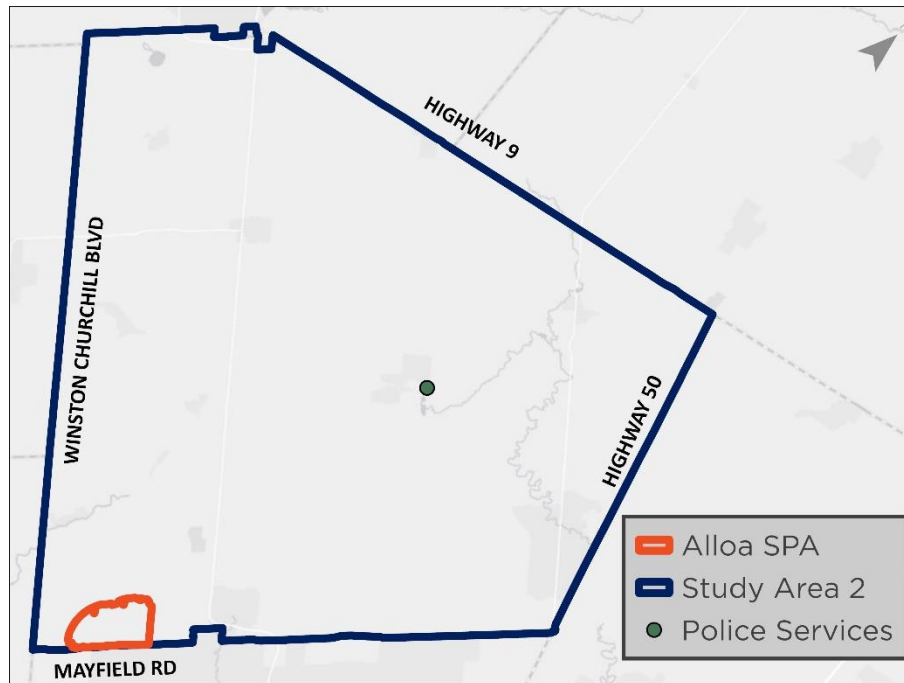 HIGHWAY 9
WINSTON CHURCHILL BLVD
HIGHWAY 50
MAYFIELD RD
Alloa SPA
Study Area 2
Police Services